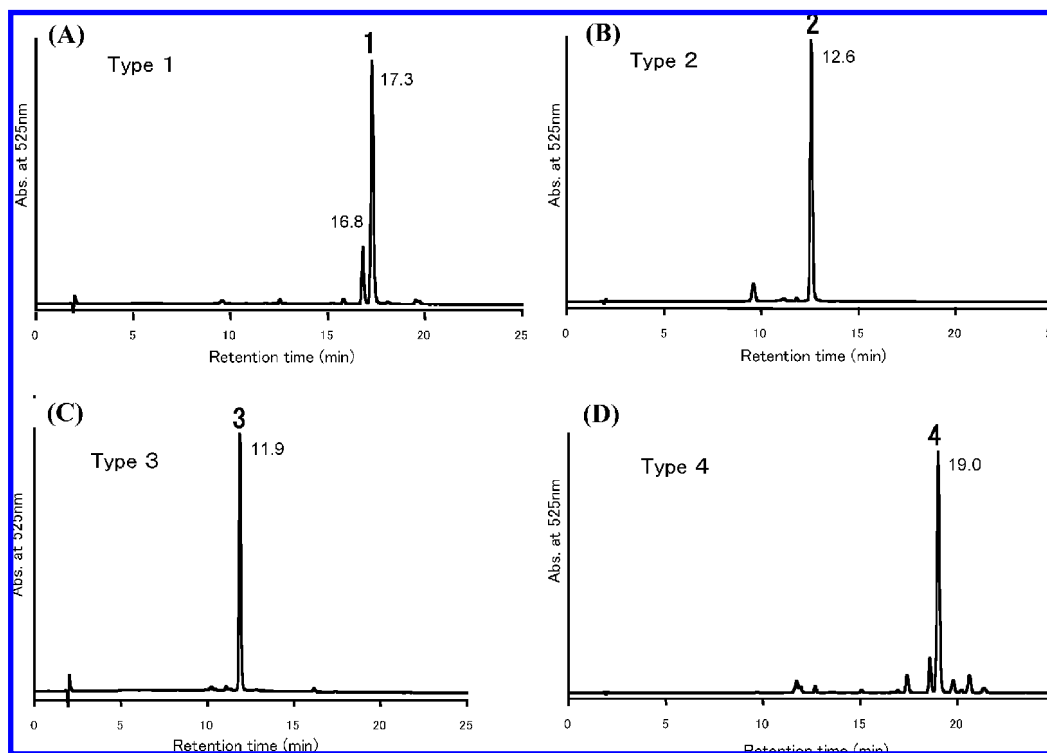 (A)
Type 1
1
17.3
16.8
Abs. at 525nm
0 5 10 15 20 25
Retention time (min)
(B)
Type 2
2
12.6
Abs. at 525nm
0 10 15 20
Retention time (min)
(C)
Type 3
3
11.9
Abs. at 525nm
0 5 10 15 20 25
Retention time (min)
(D)
Type 4
4
19.0
Abs. at 525nm
0 10 15 20
Retention time (min)